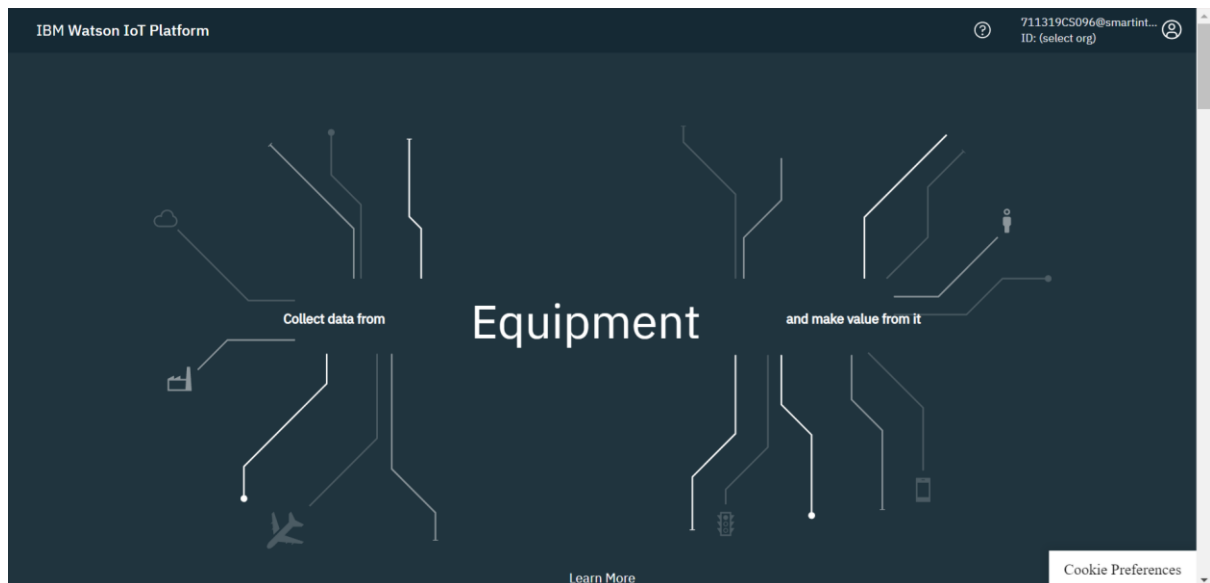 IBM Watson IoT Platform
711319CS096@smartint...
ID: (select org)
Collect data from
Equipment
and make value from it
Learn More
Cookie Preferences